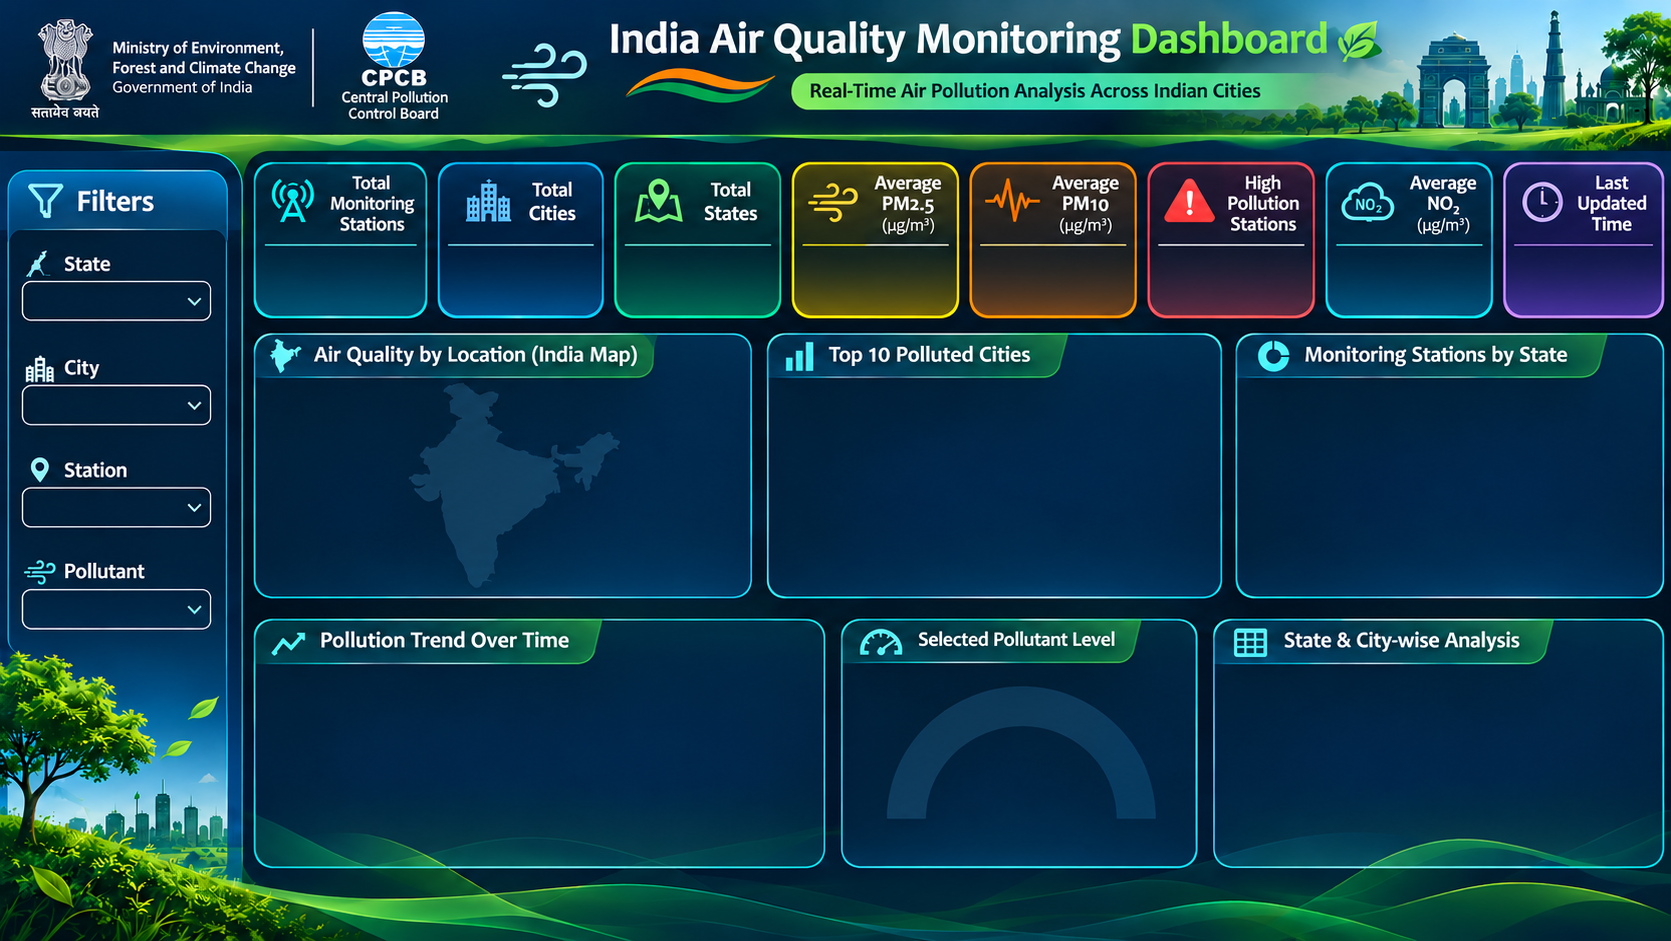 सतायेव वयते
Ministry of Environment,
Forest and Climate Change
Government of India
CPCB
Central Pollution
Control Board
India Air Quality Monitoring Dashboard
Real-Time Air Pollution Analysis Across Indian Cities
Filters
State
City
Station
Pollutant
Total
Monitoring
Stations
Total
Cities
Total
States
Average
PM2.5
(µg/m³)
Average
PM10
(µg/m³)
High
Pollution
Stations
NO₂
Average
NO₂
(µg/m³)
Last
Updated
Time
Air Quality by Location (India Map)
Top 10 Polluted Cities
Monitoring Stations by State
Pollution Trend Over Time
Selected Pollutant Level
State & City-wise Analysis